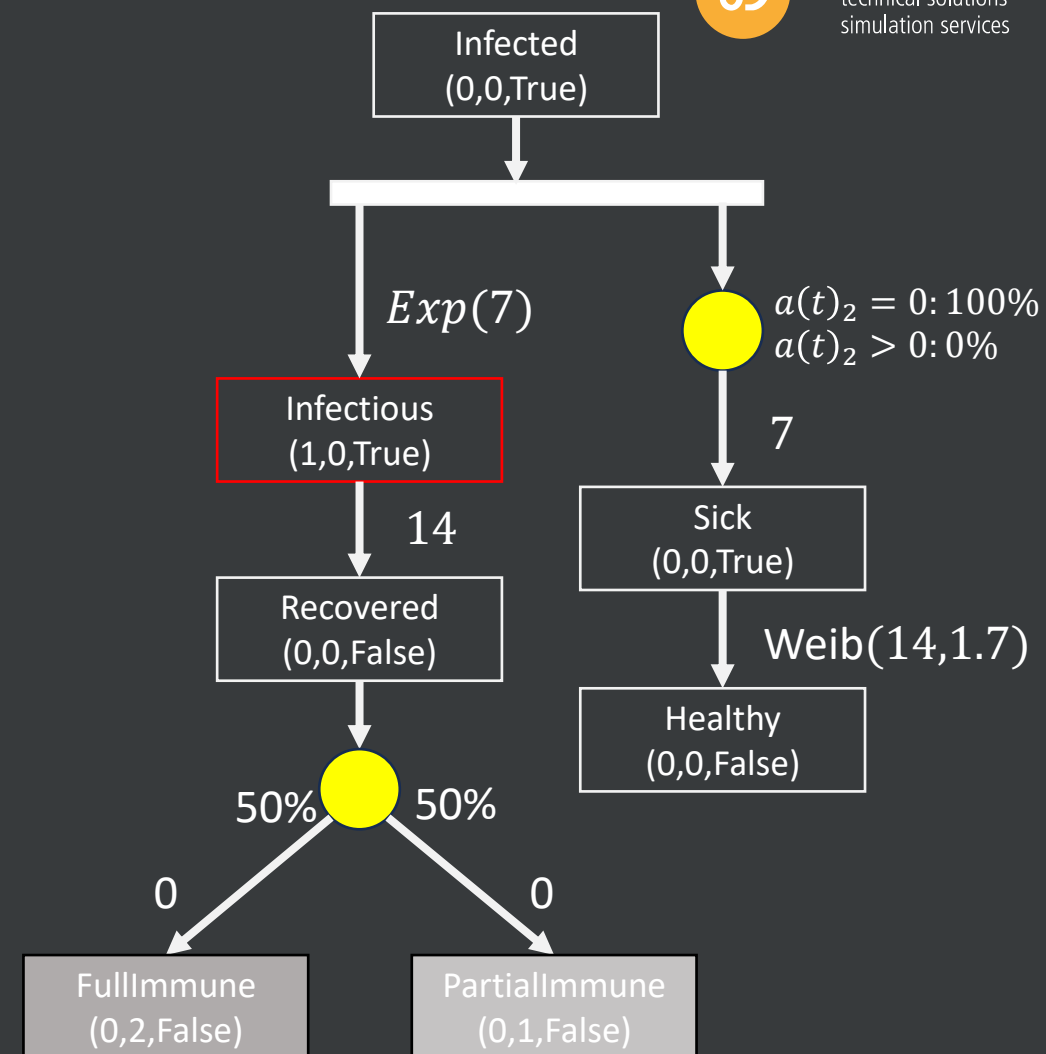 simulation services
Infected
(0,0,True)
Exp(7)
a(t)₂ = 0: 100%
a(t)₂ > 0: 0%
Infectious
(1,0,True)
7
14
Sick
(0,0,True)
Recovered
(0,0,False)
Weib(14,1.7)
Healthy
(0,0,False)
50%
50%
0
0
FullImmune
(0,2,False)
PartialImmune
(0,1,False)